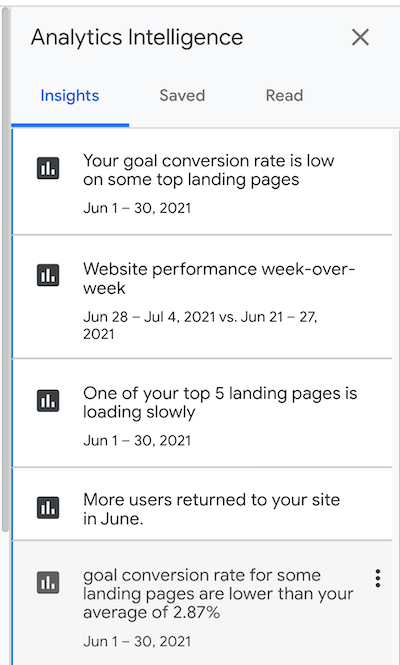 Analytics Intelligence
Insights
Saved
Read
Your goal conversion rate is low
on some top landing pages
Jun 1 – 30, 2021
Website performance week-over-
week
Jun 28 – Jul 4, 2021 vs. Jun 21 – 27,
2021
One of your top 5 landing pages is
loading slowly
Jun 1 – 30, 2021
More users returned to your site
in June.
goal conversion rate for some
landing pages are lower than your
average of 2.87%
Jun 1 – 30, 2021